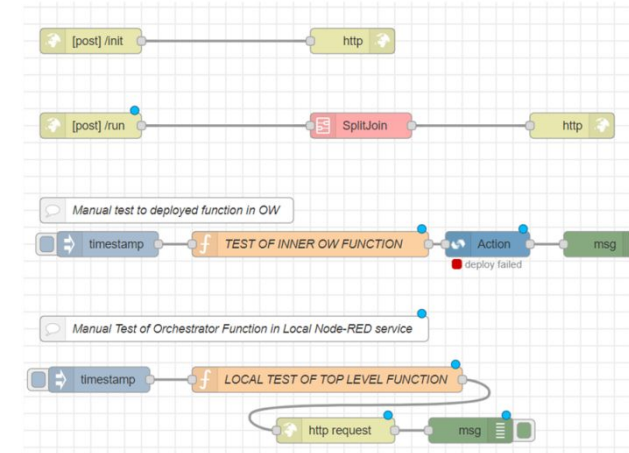 [post] /init
http
[post] /run
SplitJoin
http
Manual test to deployed function in OW
timestamp
TEST OF INNER OW FUNCTION
Action
msg
deploy failed
Manual Test of Orchestrator Function in Local Node-RED service
timestamp
LOCAL TEST OF TOP LEVEL FUNCTION
http request
msg